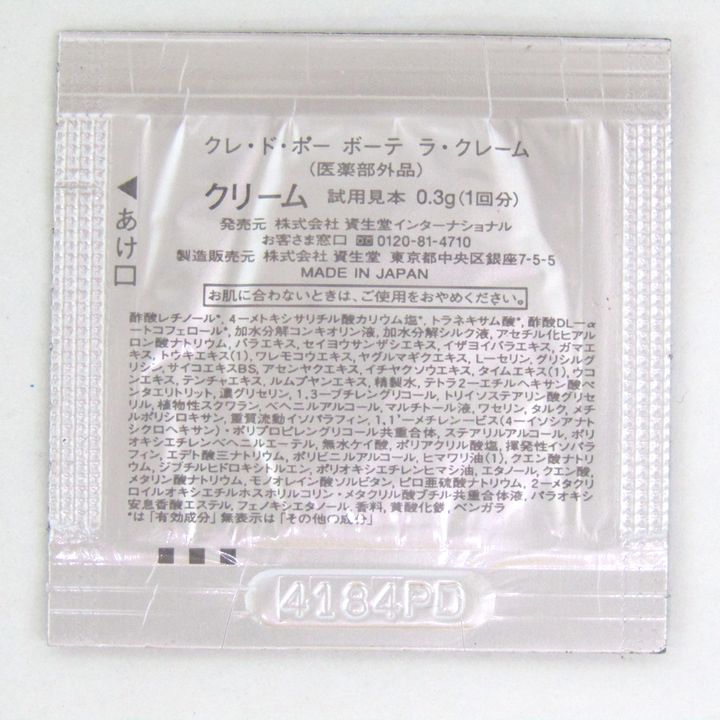 クレ・ド・ポー ボーテ ラ・クレーム
(医薬部外品)
クリーム 試用見本 0.3g(1回分)
発売元 株式会社 資生堂インターナショナル
お客さま窓口 0120-81-4710
製造販売元 株式会社 資生堂 東京都中央区銀座7-5-5
MADE IN JAPAN
◀あけ口
お肌に合わないときは、ご使用をおやめください。
酢酸レチノール*, 4−メトキシサリチル酸カリウム塩*, トラネキサム酸*, 酢酸DL−α
ートコフェロール*, 加水分解コンキオリン液, 加水分解シルク液, アセチル化ヒアル
ロン酸ナトリウム, バラエキス, セイヨウサンザシエキス, イザヨイバラエキス, ガマエ
キス, トウキエキス(1), ワレモコウエキス, ヤグルマギクエキス, L−セリン, グリシルグ
リシン, サイコエキスBS, アセンヤクエキス, イチヤクソウエキス, タイムエキス(1), ウコ
ンエキス, テンチャエキス, ルムプヤンエキス, 精製水, テトラ2−エチルヘキサン酸ペ
ンタエリトリット, 濃グリセリン, 1,3−ブチレングリコール, トリイソステアリン酸グリセ
リル, 植物性スクワラン, ベヘニルアルコール, マルチトール液, ワセリン, タルク, メチ
ルポリシロキサン, 重質流動イソパラフィン, 1,1'−メチレン−ビス(4−イソシアナト
シクロヘキサン)・ポリプロピレングリコール共重合体, ステアリルアルコール, ポリ
オキシエチレンベヘニルエーテル, 無水ケイ酸, ポリアクリル酸塩, 揮発性イソパラ
フィン, エデト酸三ナトリウム, ポリビニルアルコール, ヒマワリ油(1), クエン酸ナトリ
ウム, ジブチルヒドロキシトルエン, ポリオキシエチレンヒマシ油, エタノール, クエン酸,
メタリン酸ナトリウム, モノオレイン酸ソルビタン, ピロ亜硫酸ナトリウム, 2−メタクリ
ロイルオキシエチルホスホリルコリン・メタクリル酸ブチル共重合体液, パラオキシ
安息香酸エステル, フェノキシエタノール, 香料, 黄酸化鉄, ベンガラ
*は「有効成分」無表示は「その他の成分」
4184PD